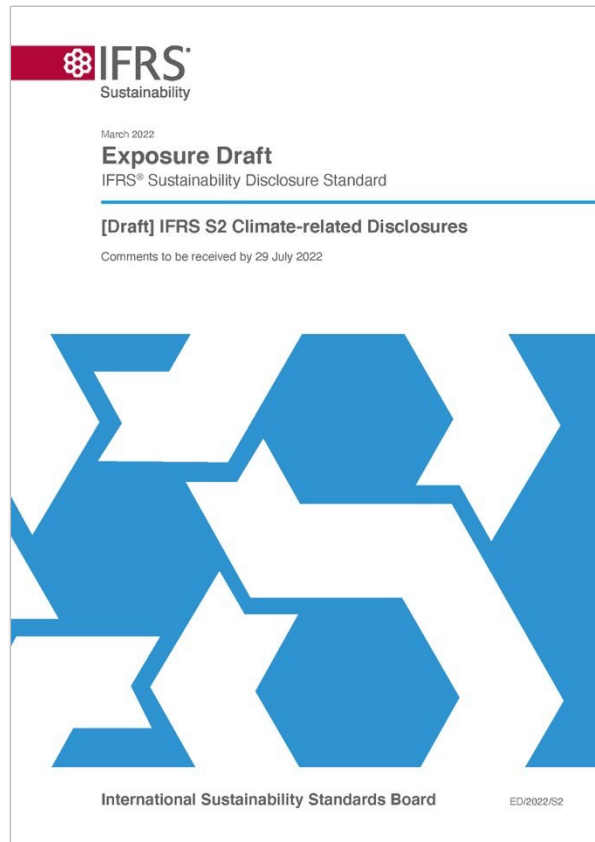 IFRS®
Sustainability
March 2022
Exposure Draft
IFRS® Sustainability Disclosure Standard
[Draft] IFRS S2 Climate-related Disclosures
Comments to be received by 29 July 2022
International Sustainability Standards Board
ED/2022/S2